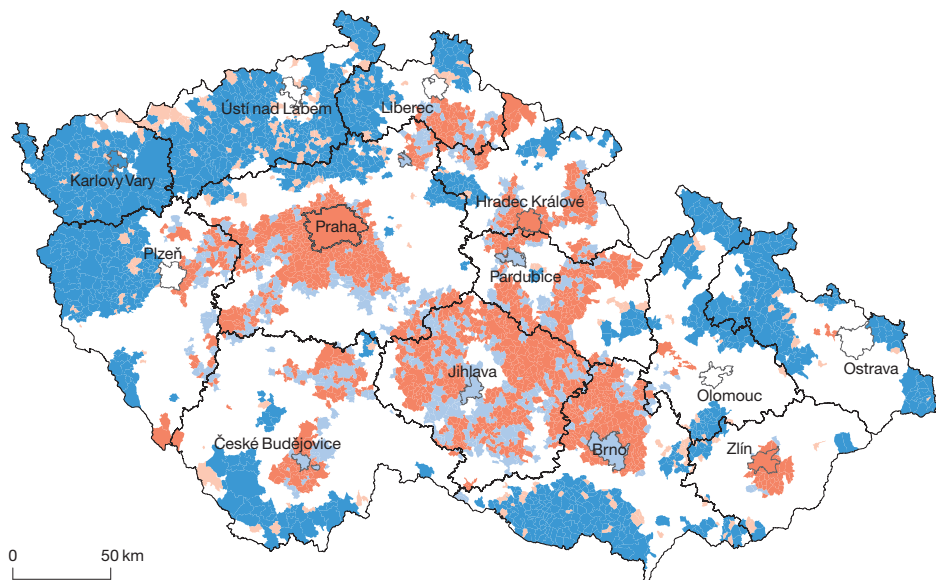 Ústí nad Labem
Liberec
Karlovy Vary
Hradec Králové
Praha
Plzeň
Pardubice
Jihlava
Ostrava
Olomouc
České Budějovice
Brno
Zlín
0 50 km